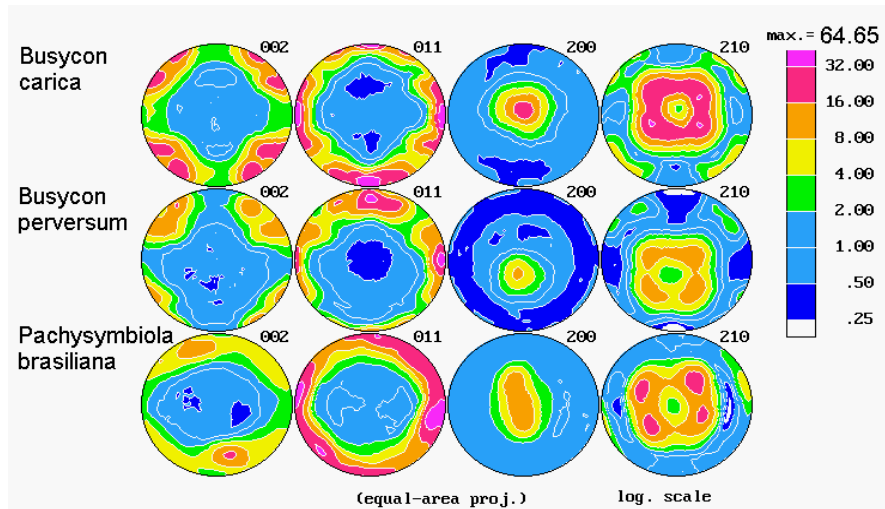 002 011 200 210 max.= 64.65
Busycon
carica
32.00
16.00
8.00
4.00
2.00
1.00
.50
.25
Busycon
perversum
002 011 200 210
Pachysymbiola
brasiliana
002 011 200 210
(equal-area proj.) log. scale